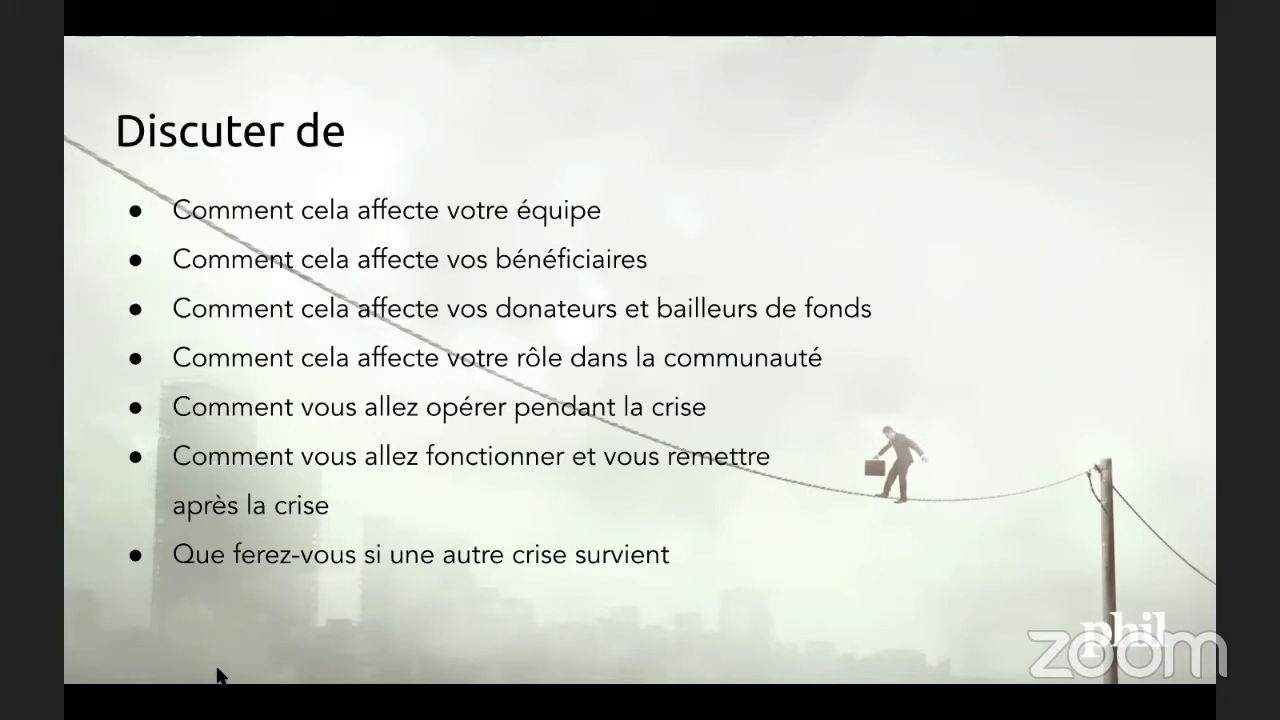 Discuter de
● Comment cela affecte votre équipe
● Comment cela affecte vos bénéficiaires
● Comment cela affecte vos donateurs et bailleurs de fonds
● Comment cela affecte votre rôle dans la communauté
● Comment vous allez opérer pendant la crise
● Comment vous allez fonctionner et vous remettre
après la crise
● Que ferez-vous si une autre crise survient
phil
zoom